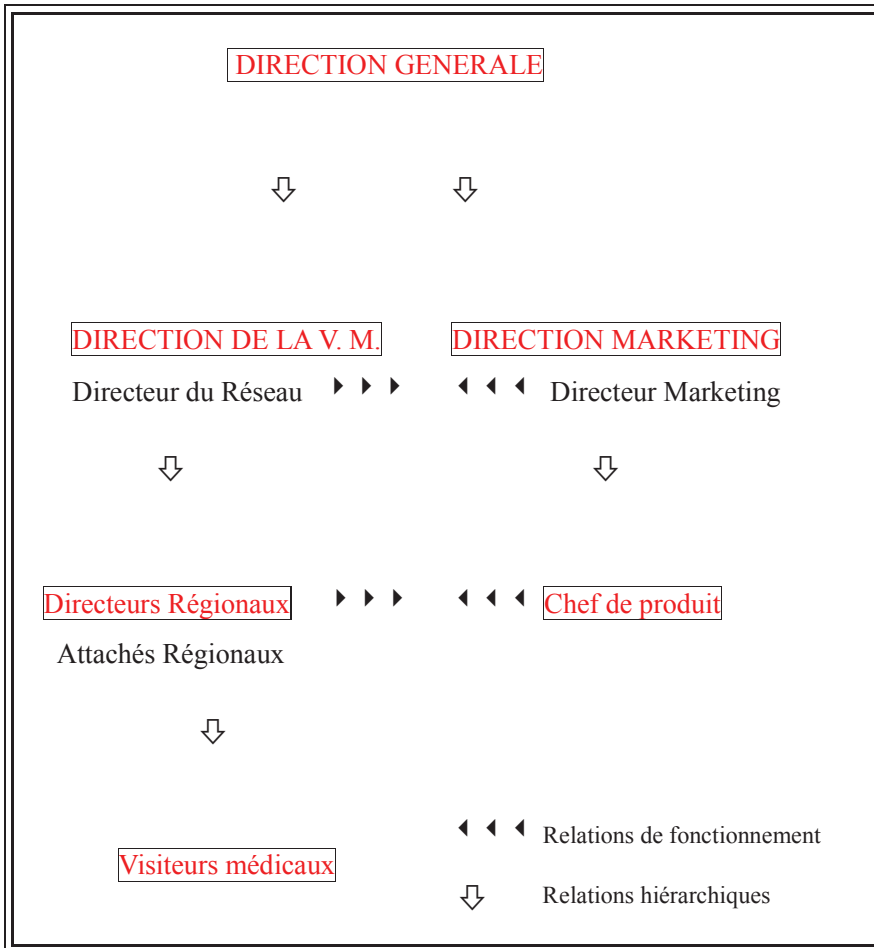 DIRECTION GENERALE
DIRECTION DE LA V. M. DIRECTION MARKETING
Directeur du Réseau Directeur Marketing
Directeurs Régionaux Chef de produit
Attachés Régionaux
Relations de fonctionnement
Visiteurs médicaux
Relations hiérarchiques